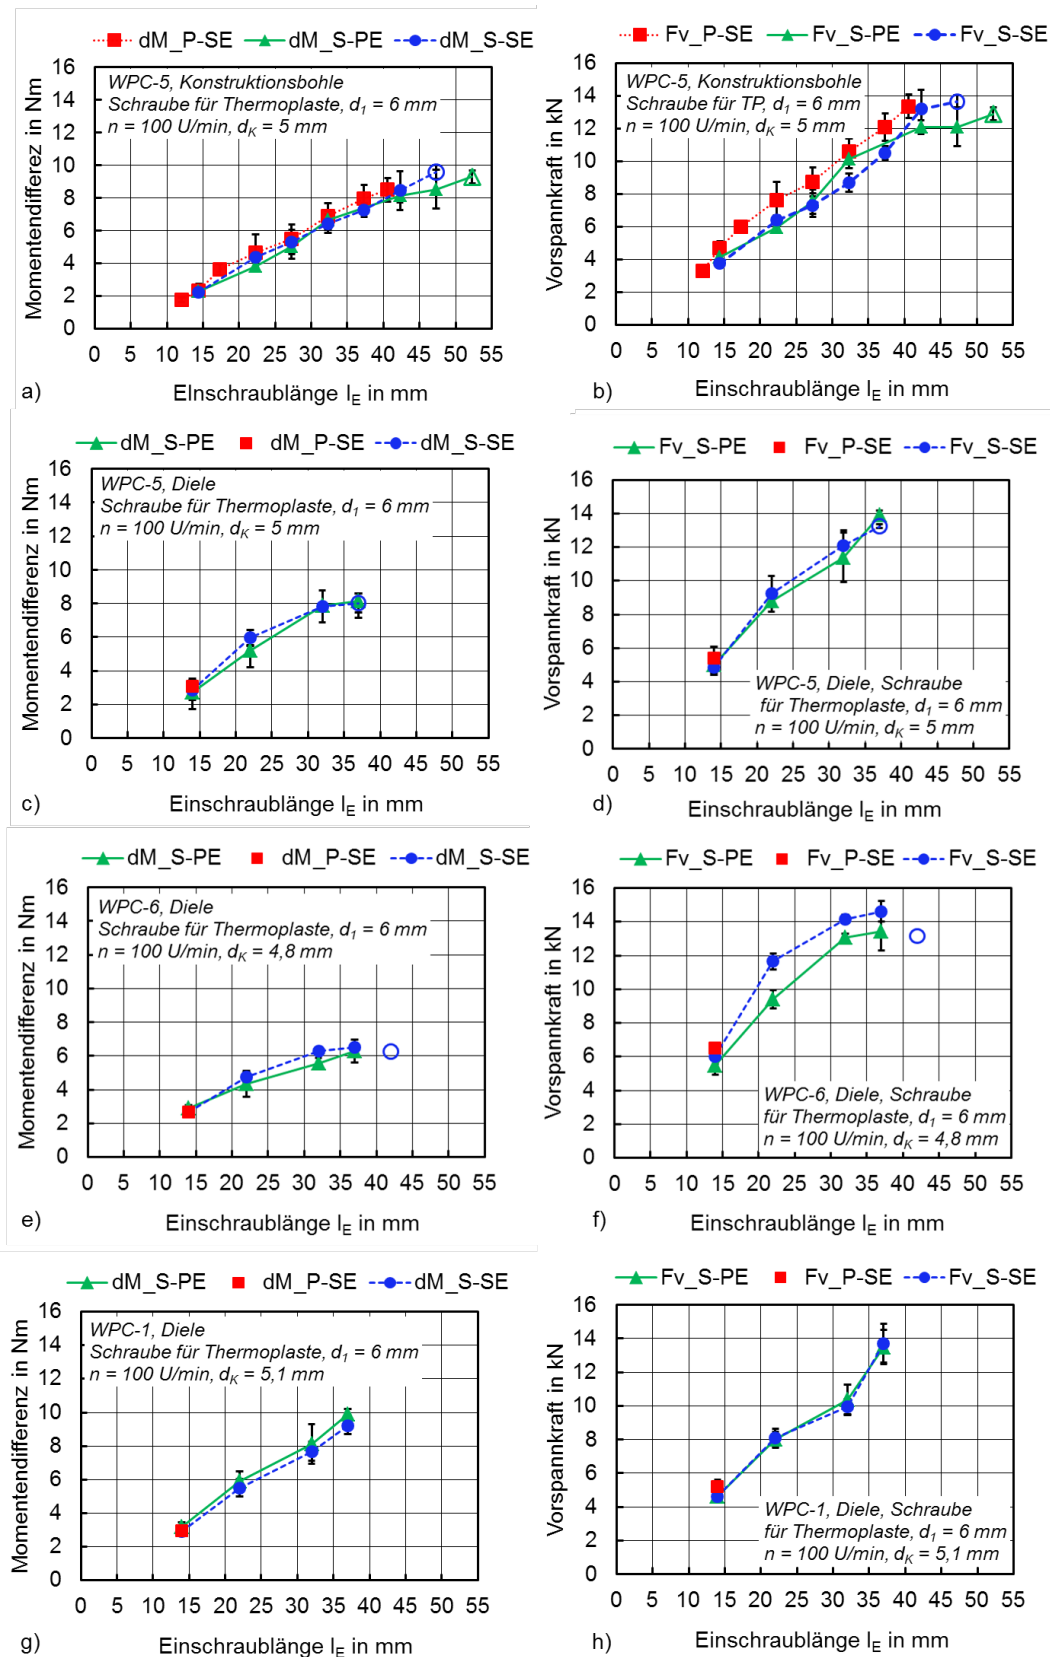 dM_P-SE dM_S-PE dM_S-SE
16
14
12
10
8
6
4
2
0
Momentendifferez in Nm
WPC-5, Konstruktionsbohle
Schraube für Thermoplaste, d1 = 6 mm
n = 100 U/min, dK = 5 mm
0 5 10 15 20 25 30 35 40 45 50 55
a) Einschraublänge lE in mm
Fv_P-SE Fv_S-PE Fv_S-SE
16
14
12
10
8
6
4
2
0
Vorspannkraft in kN
WPC-5, Konstruktionsbohle
Schraube für TP, d1 = 6 mm
n = 100 U/min, dK = 5 mm
0 5 10 15 20 25 30 35 40 45 50 55
b) Einschraublänge lE in mm
dM_S-PE dM_P-SE dM_S-SE
16
14
12
10
8
6
4
2
0
Momentendifferenz in Nm
WPC-5, Diele
Schraube für Thermoplaste, d1 = 6 mm
n = 100 U/min, dK = 5 mm
0 5 10 15 20 25 30 35 40 45 50 55
c) Einschraublänge lE in mm
Fv_S-PE Fv_P-SE Fv_S-SE
16
14
12
10
8
6
4
2
0
Vorspannkraft in kN
WPC-5, Diele, Schraube
für Thermoplaste, d1 = 6 mm
n = 100 U/min, dK = 5 mm
0 5 10 15 20 25 30 35 40 45 50 55
d) Einschraublänge lE in mm
dM_S-PE dM_P-SE dM_S-SE
16
14
12
10
8
6
4
2
0
Momentendifferenz in Nm
WPC-6, Diele
Schraube für Thermoplaste, d1 = 6 mm
n = 100 U/min, dK = 4,8 mm
0 5 10 15 20 25 30 35 40 45 50 55
e) Einschraublänge lE in mm
Fv_S-PE Fv_P-SE Fv_S-SE
16
14
12
10
8
6
4
2
0
Vorspannkraft in kN
WPC-6, Diele, Schraube
für Thermoplaste, d1 = 6 mm
n = 100 U/min, dK = 4,8 mm
0 5 10 15 20 25 30 35 40 45 50 55
f) Einschraublänge lE in mm
dM_S-PE dM_P-SE dM_S-SE
16
14
12
10
8
6
4
2
0
Momentendifferenz in Nm
WPC-1, Diele
Schraube für Thermoplaste, d1 = 6 mm
n = 100 U/min, dK = 5,1 mm
0 5 10 15 20 25 30 35 40 45 50 55
g) Einschraublänge lE in mm
Fv_S-PE Fv_P-SE Fv_S-SE
16
14
12
10
8
6
4
2
0
Vorspannkraft in kN
WPC-1, Diele, Schraube
für Thermoplaste, d1 = 6 mm
n = 100 U/min, dK = 5,1 mm
0 5 10 15 20 25 30 35 40 45 50 55
h) Einschraublänge lE in mm